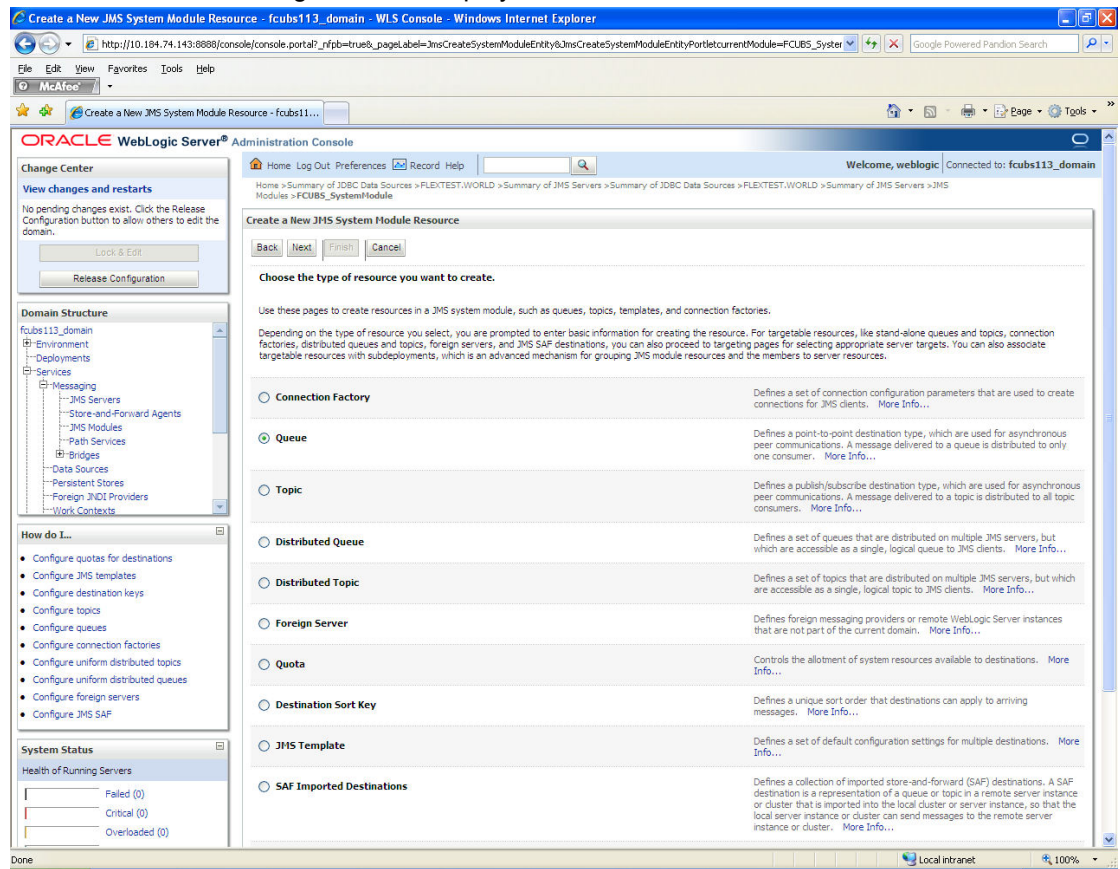 Create a New JMS System Module Resource - fcubs113_domain - WLS Console - Windows Internet Explorer
http://10.184.74.143:8888/console/console.portal?_nfpb=true&_pageLabel=JmsCreateSystemModuleEntity&JmsCreateSystemModuleEntityPortletcurrentModule=FCUBS_System
Google Powered Pandion Search
File Edit View Favorites Tools Help
McAfee
Create a New JMS System Module Resource - fcubs11...
Page Tools
ORACLE WebLogic Server® Administration Console
Change Center
View changes and restarts
No pending changes exist. Click the Release
Configuration button to allow others to edit the
domain.
Lock & Edit
Release Configuration
Domain Structure
fcubs113_domain
Environment
Deployments
Services
Messaging
JMS Servers
Store-and-Forward Agents
JMS Modules
Path Services
Bridges
Data Sources
Persistent Stores
Foreign JNDI Providers
Work Contexts
How do I...
Configure quotas for destinations
Configure JMS templates
Configure destination keys
Configure topics
Configure queues
Configure connection factories
Configure uniform distributed topics
Configure uniform distributed queues
Configure foreign servers
Configure JMS SAF
System Status
Health of Running Servers
Failed (0)
Critical (0)
Overloaded (0)
Home Log Out Preferences Record Help
Welcome, weblogic Connected to: fcubs113_domain
Home >Summary of JDBC Data Sources >FLEXTEST.WORLD >Summary of JMS Servers >Summary of JDBC Data Sources >FLEXTEST.WORLD >Summary of JMS Servers >JMS
Modules >FCUBS_SystemModule
Create a New JMS System Module Resource
Back Next Finish Cancel
Choose the type of resource you want to create.
Use these pages to create resources in a JMS system module, such as queues, topics, templates, and connection factories.
Depending on the type of resource you select, you are prompted to enter basic information for creating the resource. For targetable resources, like stand-alone queues and topics, connection
factories, distributed queues and topics, foreign servers, and JMS SAF destinations, you can also proceed to targeting pages for selecting appropriate server targets. You can also associate
targetable resources with subdeployments, which is an advanced mechanism for grouping JMS module resources and the members to server resources.
Connection Factory
Defines a set of connection configuration parameters that are used to create
connections for JMS clients. More Info...
Queue
Defines a point-to-point destination type, which are used for asynchronous
peer communications. A message delivered to a queue is distributed to only
one consumer. More Info...
Topic
Defines a publish/subscribe destination type, which are used for asynchronous
peer communications. A message delivered to a topic is distributed to all topic
consumers. More Info...
Distributed Queue
Defines a set of queues that are distributed on multiple JMS servers, but
which are accessible as a single, logical queue to JMS clients. More Info...
Distributed Topic
Defines a set of topics that are distributed on multiple JMS servers, but which
are accessible as a single, logical topic to JMS clients. More Info...
Foreign Server
Defines foreign messaging providers or remote WebLogic Server instances
that are not part of the current domain. More Info...
Quota
Controls the allotment of system resources available to destinations. More
Info...
Destination Sort Key
Defines a unique sort order that destinations can apply to arriving
messages. More Info...
JMS Template
Defines a set of default configuration settings for multiple destinations. More
Info...
SAF Imported Destinations
Defines a collection of imported store-and-forward (SAF) destinations. A SAF
destination is a representation of a queue or topic in a remote server instance
or cluster that is imported into the local cluster or server instance, so that the
local server instance or cluster can send messages to the remote server
instance or cluster. More Info...
Done
Local intranet
100%